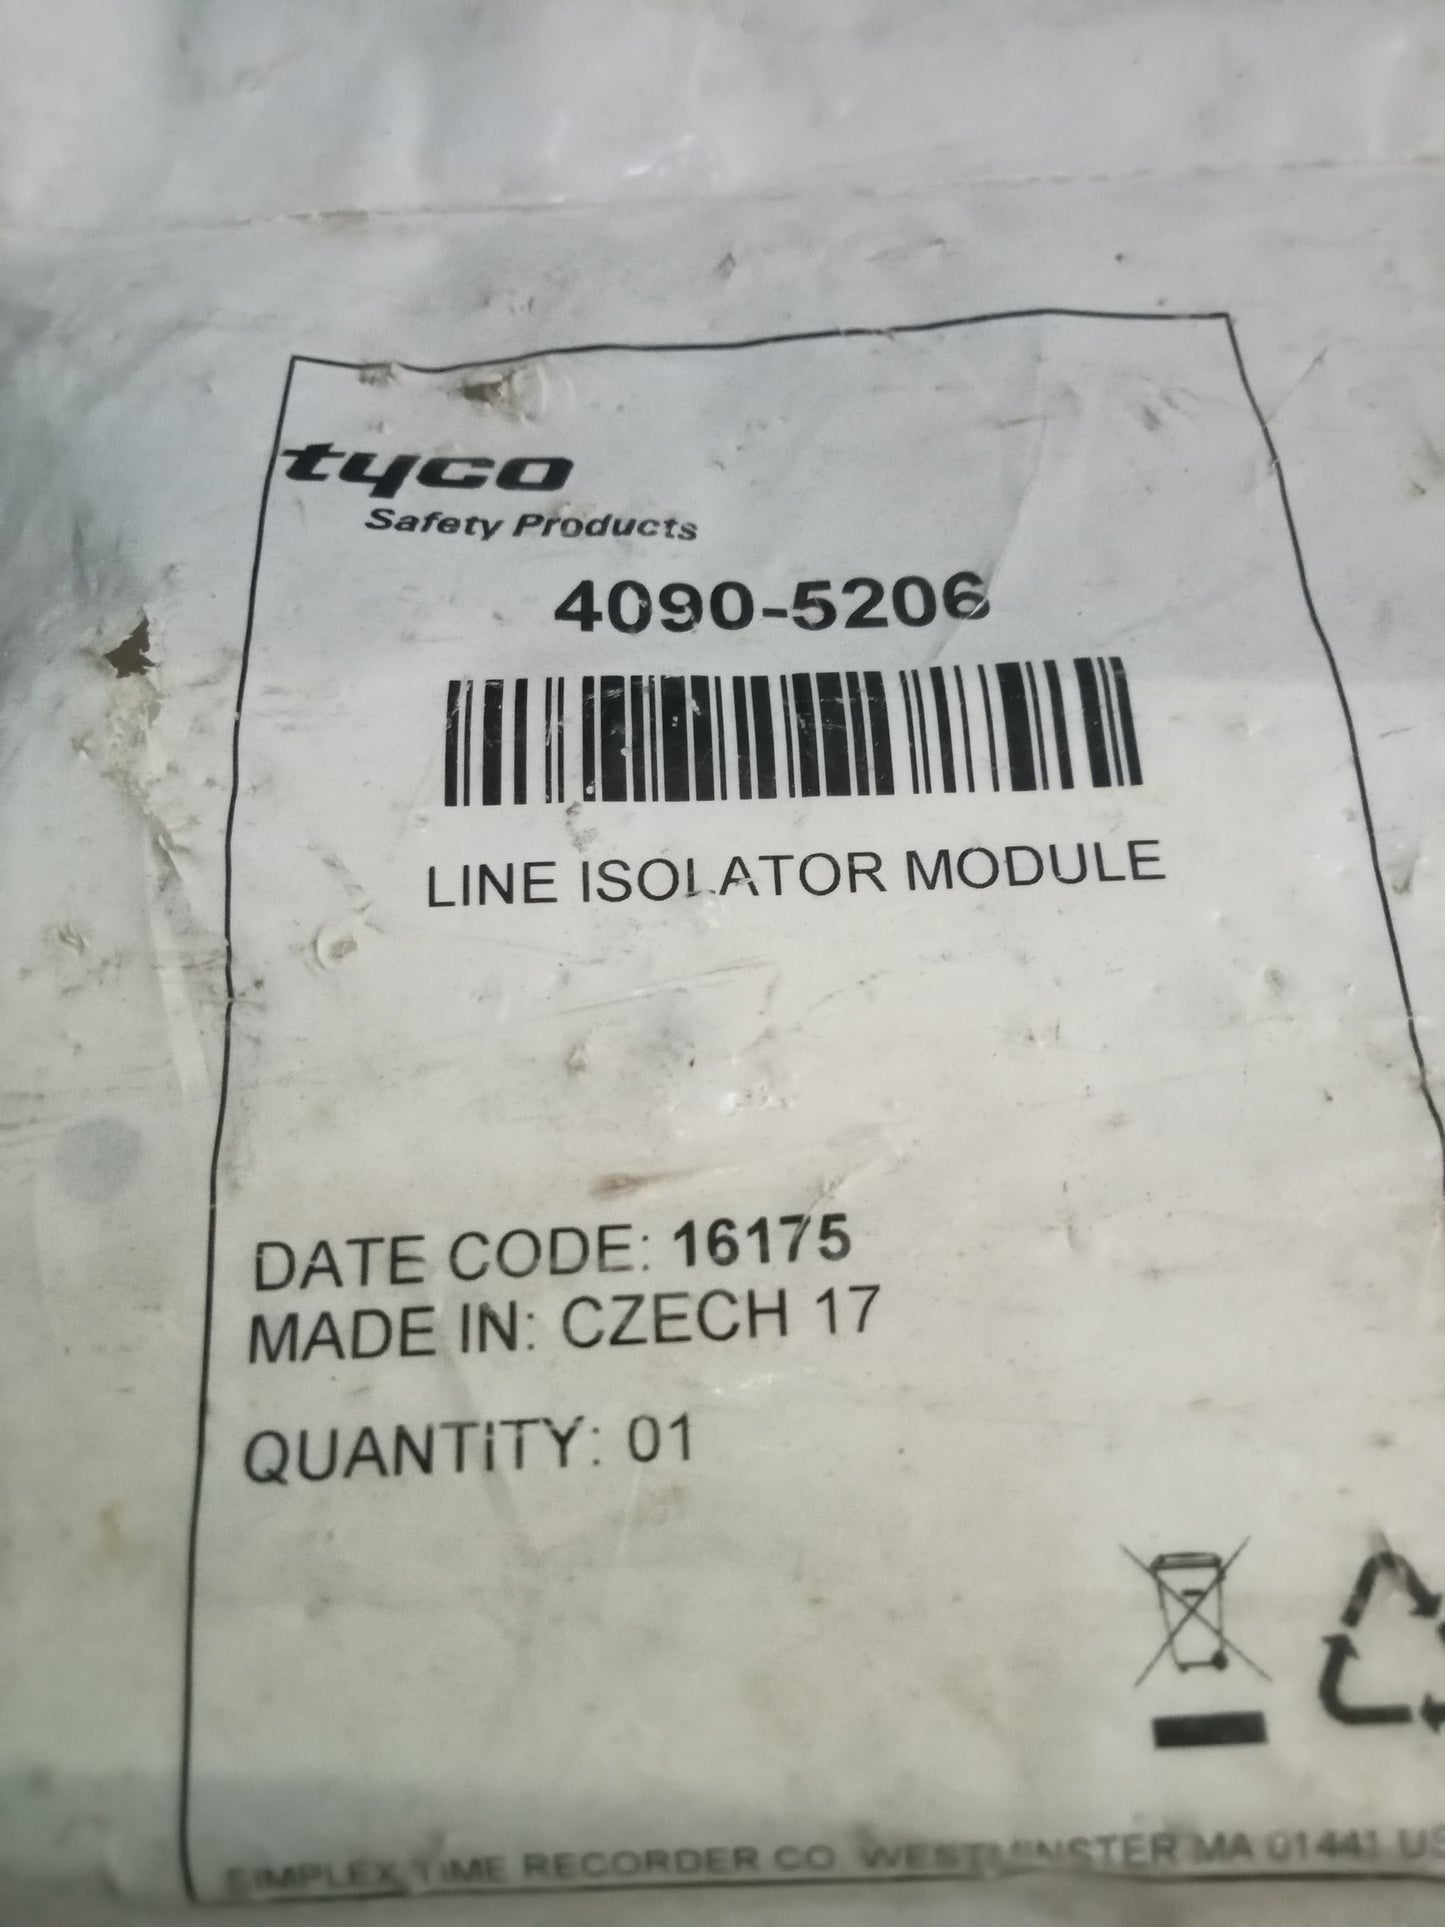 tyco
Safety Products
4090-5206
LINE ISOLATOR MODULE
DATE CODE: 16175
MADE IN: CZECH 17
QUANTITY: 01
SIMPLEX TIME RECORDER CO WESTMINSTER MA 01441 US